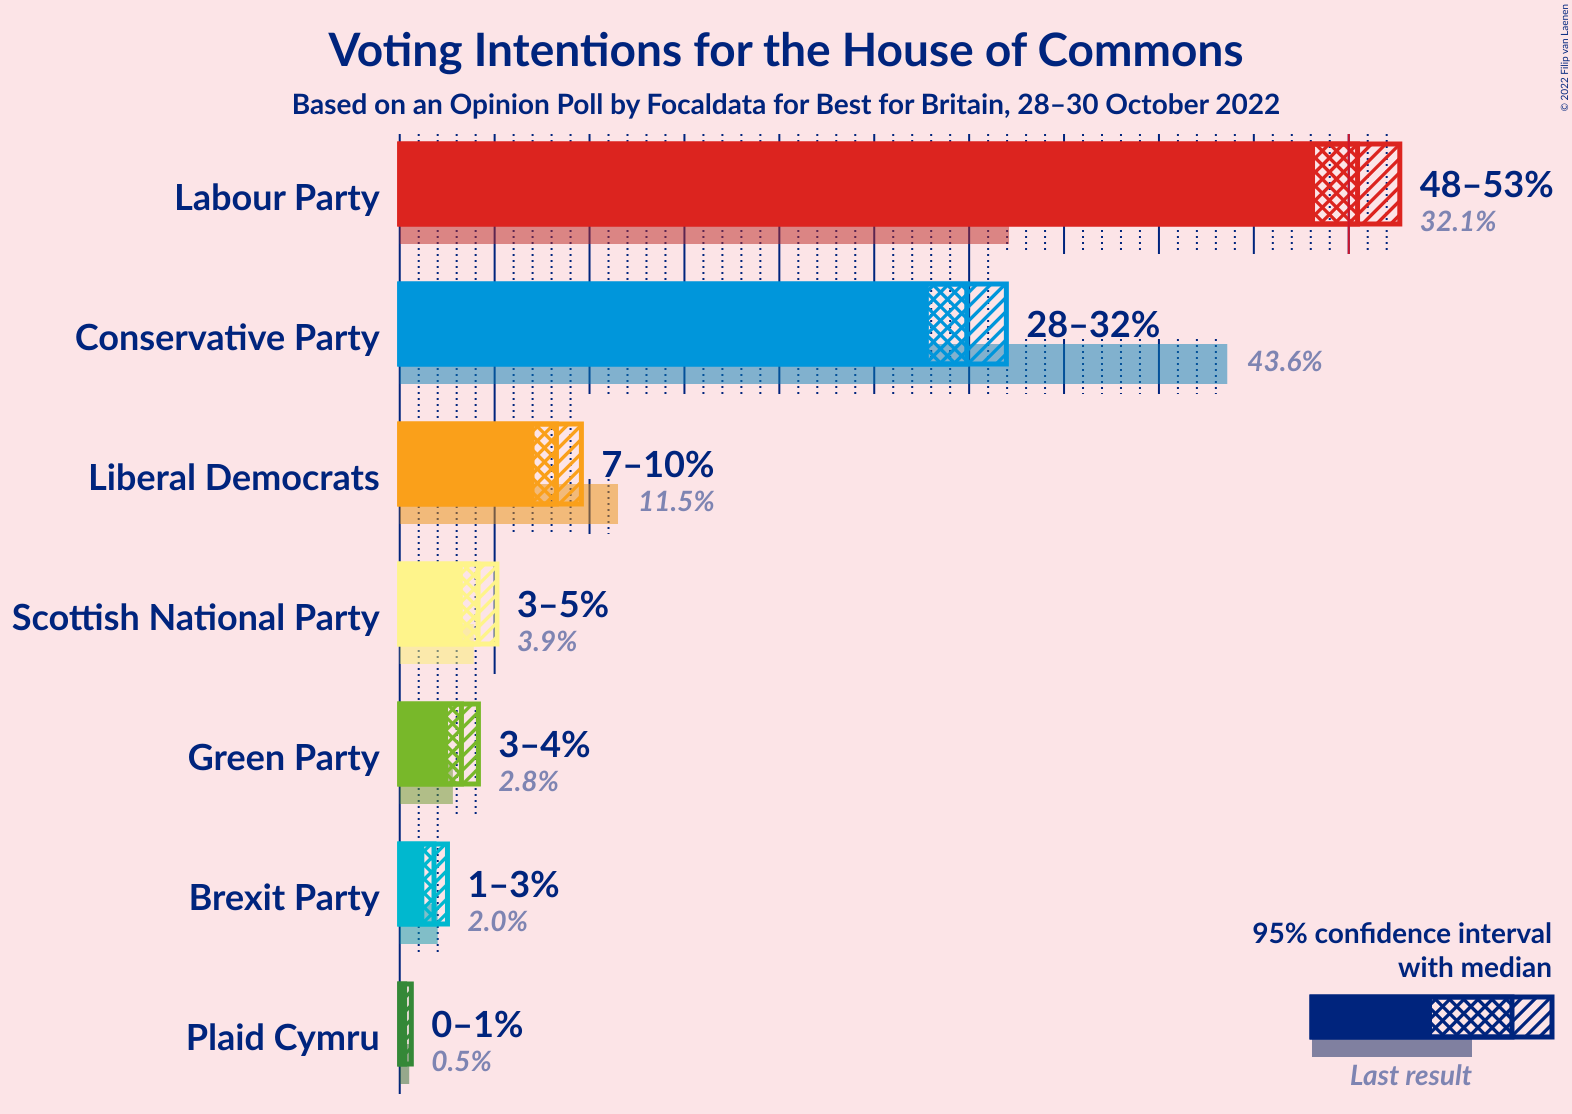 Voting Intentions for the House of Commons
Based on an Opinion Poll by Focaldata for Best for Britain, 28–30 October 2022
© 2022 Filip van Laenen
Labour Party
48–53%
32.1%
Conservative Party
28–32%
43.6%
Liberal Democrats
7–10%
11.5%
Scottish National Party
3–5%
3.9%
Green Party
3–4%
2.8%
Brexit Party
1–3%
2.0%
Plaid Cymru
0–1%
0.5%
95% confidence interval
with median
Last result